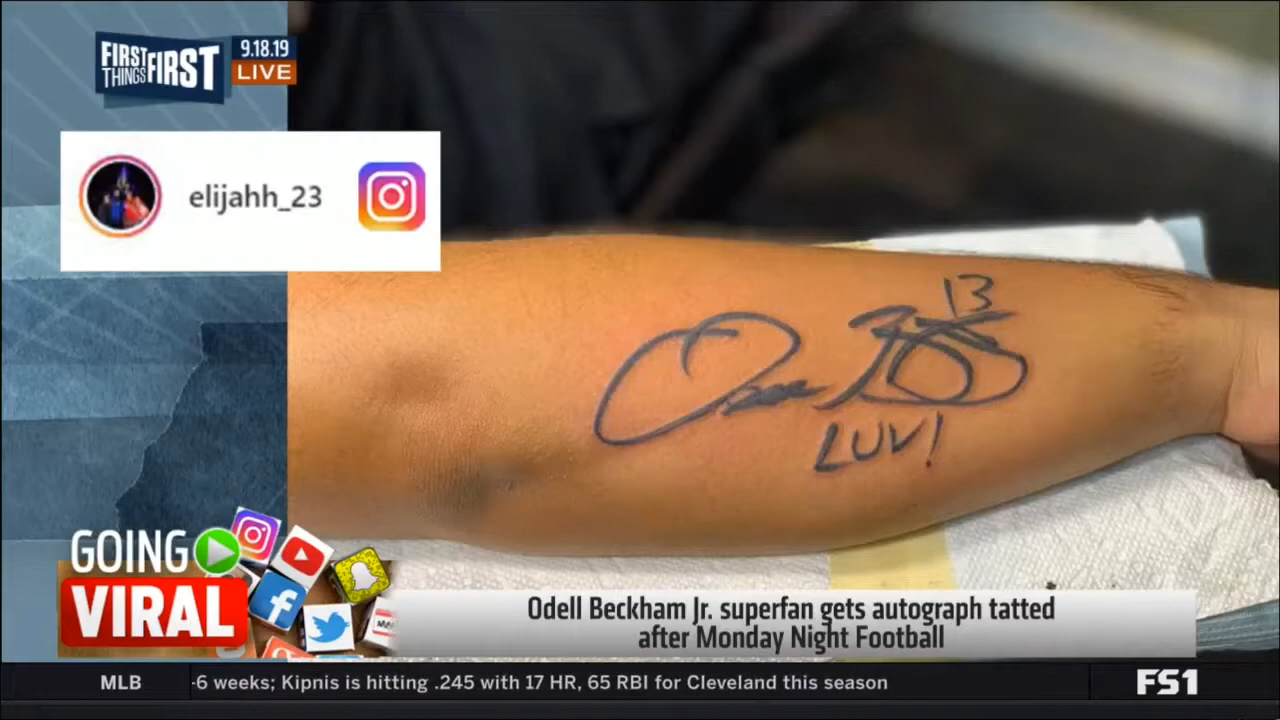 FIRST THINGS FIRST
9.18.19
LIVE
elijahh_23
13
LUV!
GOING
VIRAL
Odell Beckham Jr. superfan gets autograph tatted
after Monday Night Football
MLB
-6 weeks; Kipnis is hitting .245 with 17 HR, 65 RBI for Cleveland this season
FS1